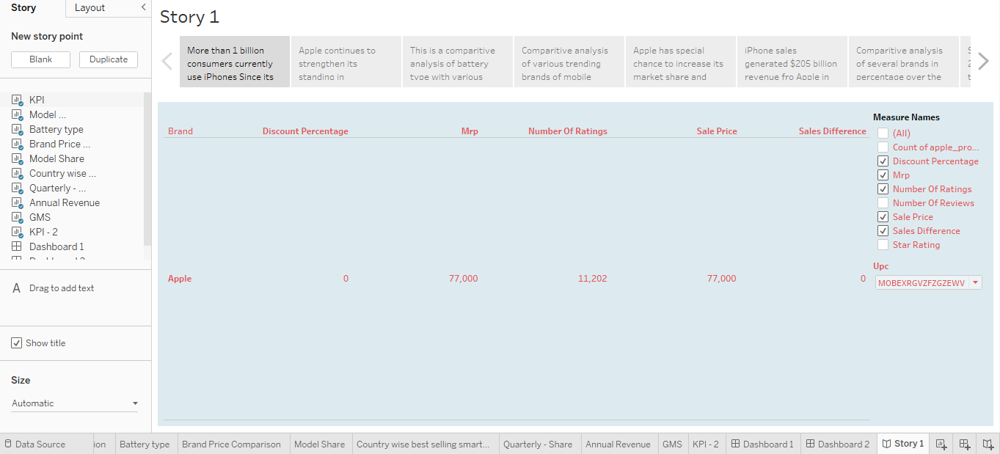 Story
Layout
New story point
Blank
Duplicate
KPI
Model ...
Battery type
Brand Price ...
Model Share
Country wise ...
Quarterly - ...
Annual Revenue
GMS
KPI - 2
Dashboard 1
A Drag to add text
Show title
Size
Automatic
Story 1
More than 1 billion
consumers currently
use iPhones Since its
Apple continues to
strengthen its
standing in
This is a comparitive
analysis of battery
type with various
Comparitive analysis
of various trending
brands of mobile
Apple has special
chance to increase its
market share and
iPhone sales
generated $205 billion
revenue fro Apple in
Comparitive analysis
of several brands in
percentage over the
Brand Discount Percentage Mrp Number Of Ratings Sale Price Sales Difference
Apple 0 77,000 11,202 77,000 0
Measure Names
(All)
Count of apple_pro...
Discount Percentage
Mrp
Number Of Ratings
Number Of Reviews
Sale Price
Sales Difference
Star Rating
Upc
MOBEXRGVZFZGZEWV
Data Source ion Battery type Brand Price Comparison Model Share Country wise best selling smart... Quarterly - Share Annual Revenue GMS KPI - 2 Dashboard 1 Dashboard 2 Story 1